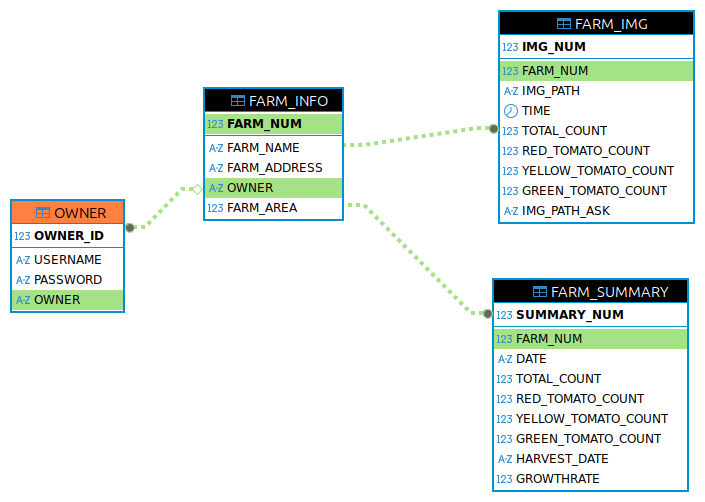 FARM_IMG
123 IMG_NUM
123 FARM_NUM
A-Z IMG_PATH
TIME
123 TOTAL_COUNT
123 RED_TOMATO_COUNT
123 YELLOW_TOMATO_COUNT
123 GREEN_TOMATO_COUNT
A-Z IMG_PATH_ASK
FARM_INFO
123 FARM_NUM
A-Z FARM_NAME
A-Z FARM_ADDRESS
A-Z OWNER
123 FARM_AREA
OWNER
123 OWNER_ID
A-Z USERNAME
A-Z PASSWORD
A-Z OWNER
FARM_SUMMARY
123 SUMMARY_NUM
123 FARM_NUM
A-Z DATE
123 TOTAL_COUNT
123 RED_TOMATO_COUNT
123 YELLOW_TOMATO_COUNT
123 GREEN_TOMATO_COUNT
A-Z HARVEST_DATE
123 GROWTHRATE